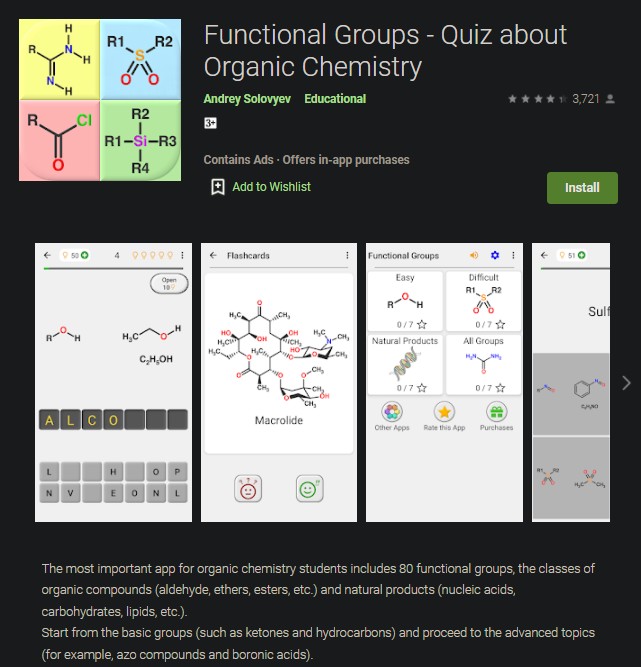 Functional Groups - Quiz about
Organic Chemistry
Andrey Solovyev Educational
3,721
3+
Contains Ads · Offers in-app purchases
Add to Wishlist
Install
R
H
N
H
N
H
R1 S R2
O O
R Cl
O
R2
R1 Si R3
R4
50 4
Open
R O H
H₃C O H
C₂H₅OH
A L C O
L H O P
N V E O N L
Flashcards
Macrolide
Functional Groups
Easy
R O H
0 / 7
Difficult
R1 S R2
O O
0 / 7
Natural Products
0 / 7
All Groups
H₂N O NH₂
0 / 7
Other Apps
Rate this App
Purchases
51
Sulf
The most important app for organic chemistry students includes 80 functional groups, the classes of
organic compounds (aldehyde, ethers, esters, etc.) and natural products (nucleic acids,
carbohydrates, lipids, etc.).
Start from the basic groups (such as ketones and hydrocarbons) and proceed to the advanced topics
(for example, azo compounds and boronic acids).